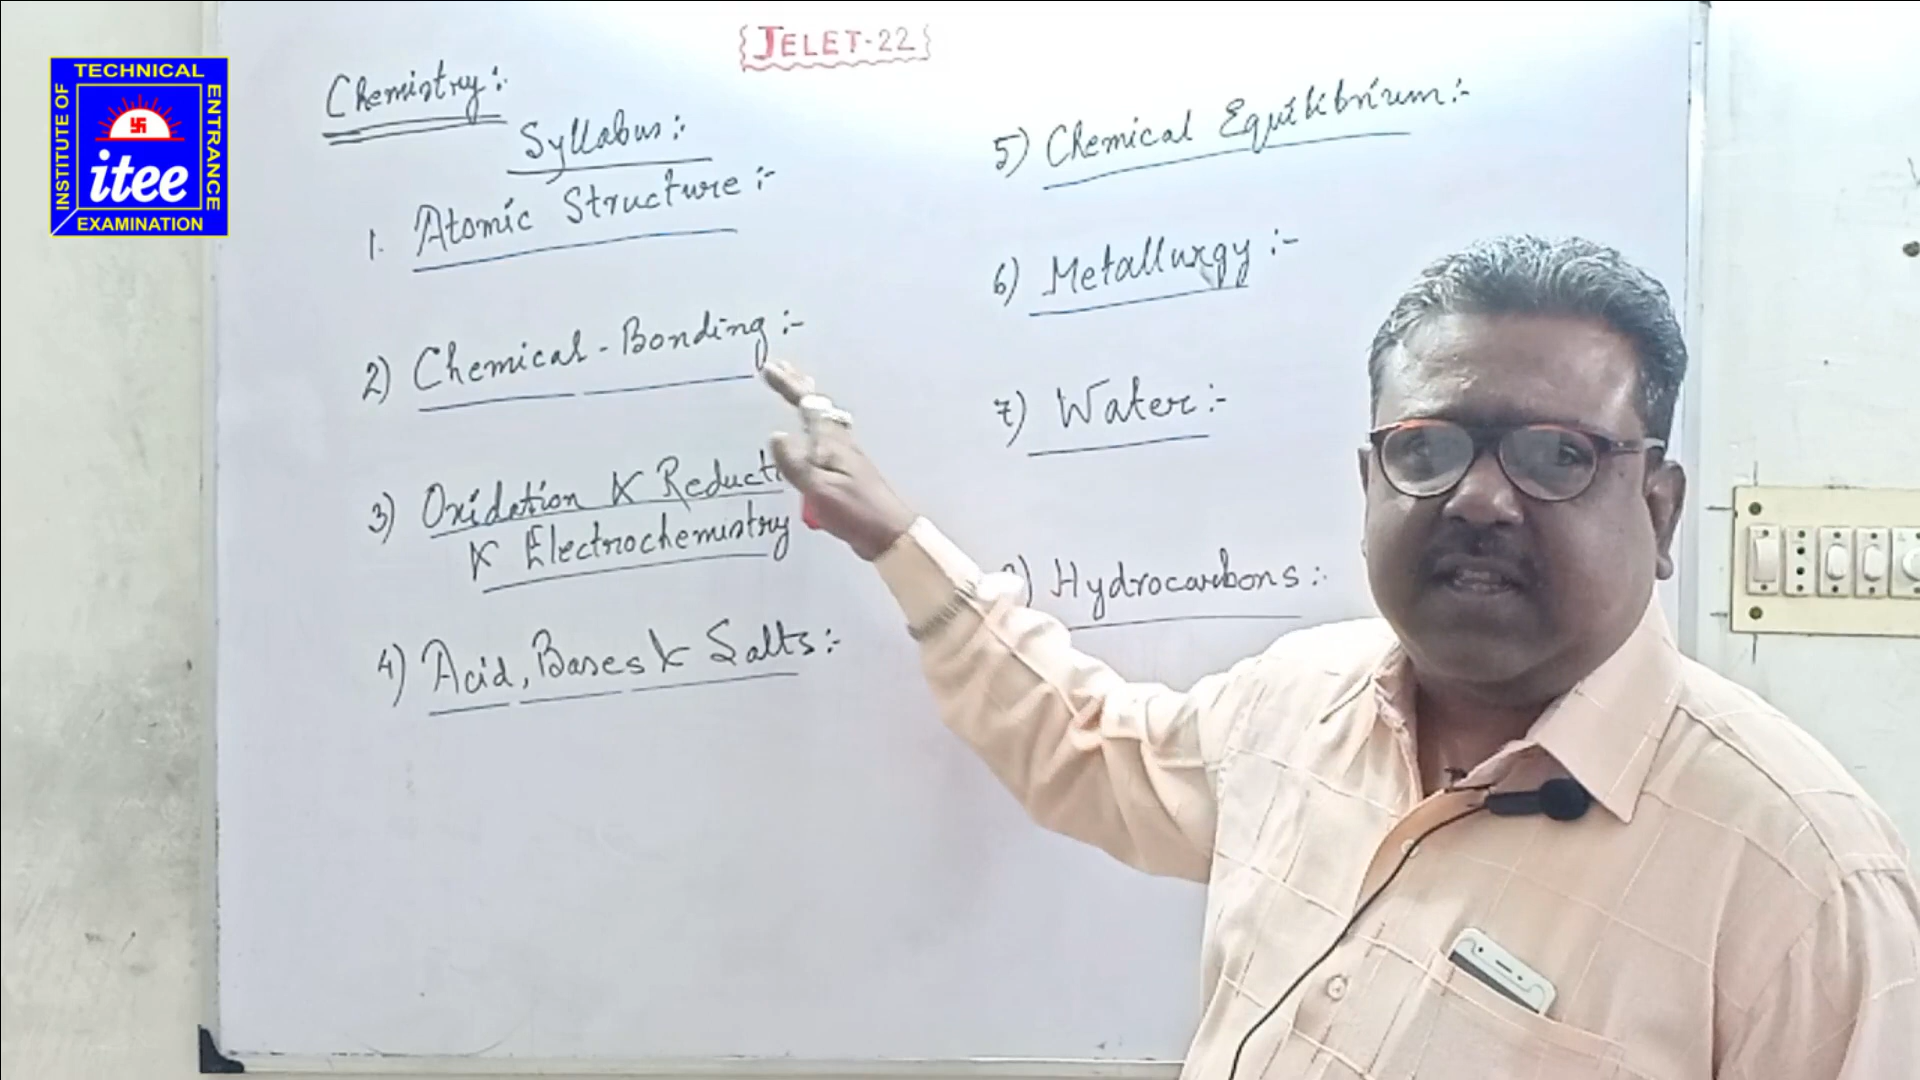 TECHNICAL
INSTITUTE OF
ENTRANCE
itee
EXAMINATION
JELET-22
Chemistry:-
Syllabus:-
1. Atomic Structure:-
2) Chemical-Bonding:-
3) Oxidation & Reducti
& Electrochemistry
4) Acid, Bases & Salts:-
5) Chemical Equilibrium:-
6) Metallurgy:-
7) Water:-
) Hydrocarbons:-